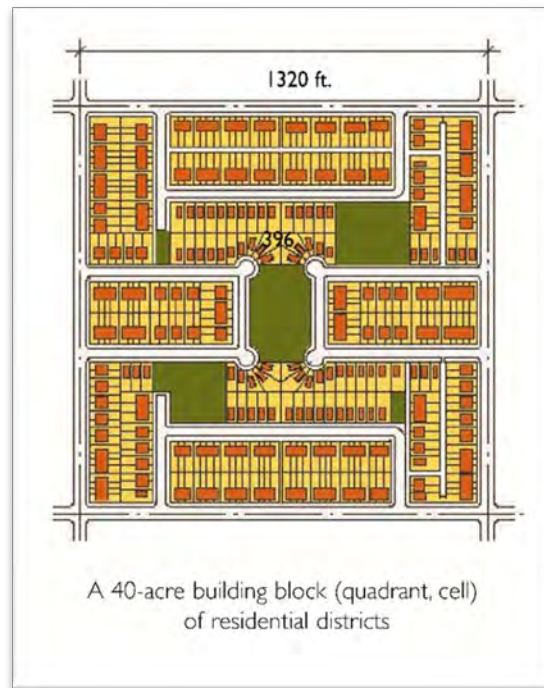 1320 ft.
396
A 40-acre building block (quadrant, cell)
of residential districts